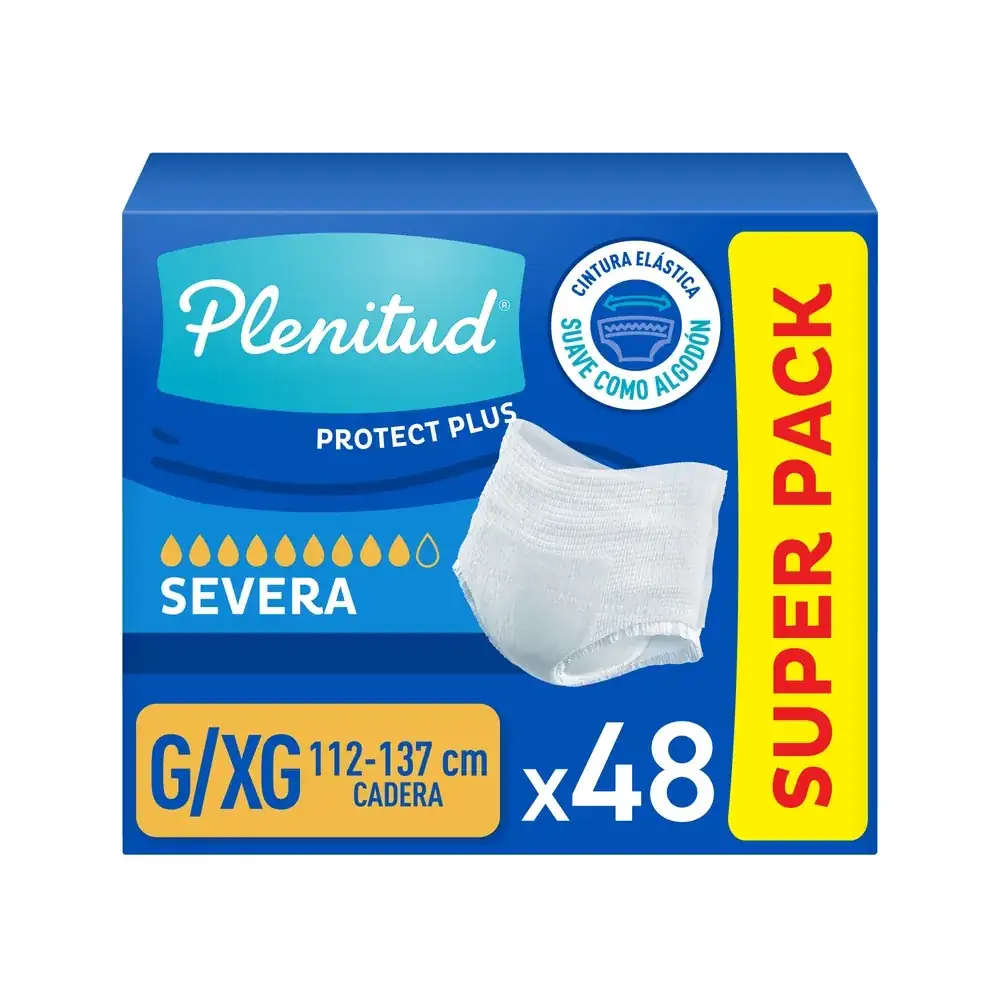 Plenitud®
PROTECT PLUS
CINTURA ELÁSTICA
SUAVE COMO ALGODÓN
SEVERA
G/XG
112-137 cm
CADERA
x48
SUPER PACK